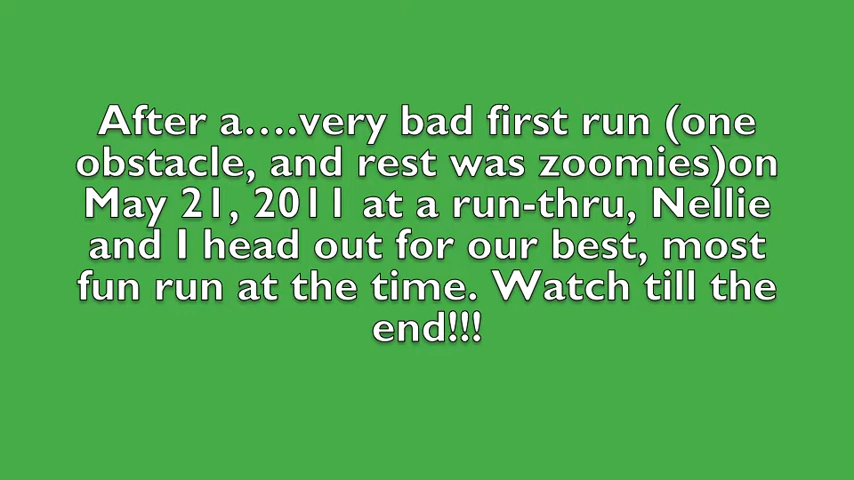 After a....very bad first run (one
obstacle, and rest was zoomies)on
May 21, 2011 at a run-thru, Nellie
and I head out for our best, most
fun run at the time. Watch till the
end!!!